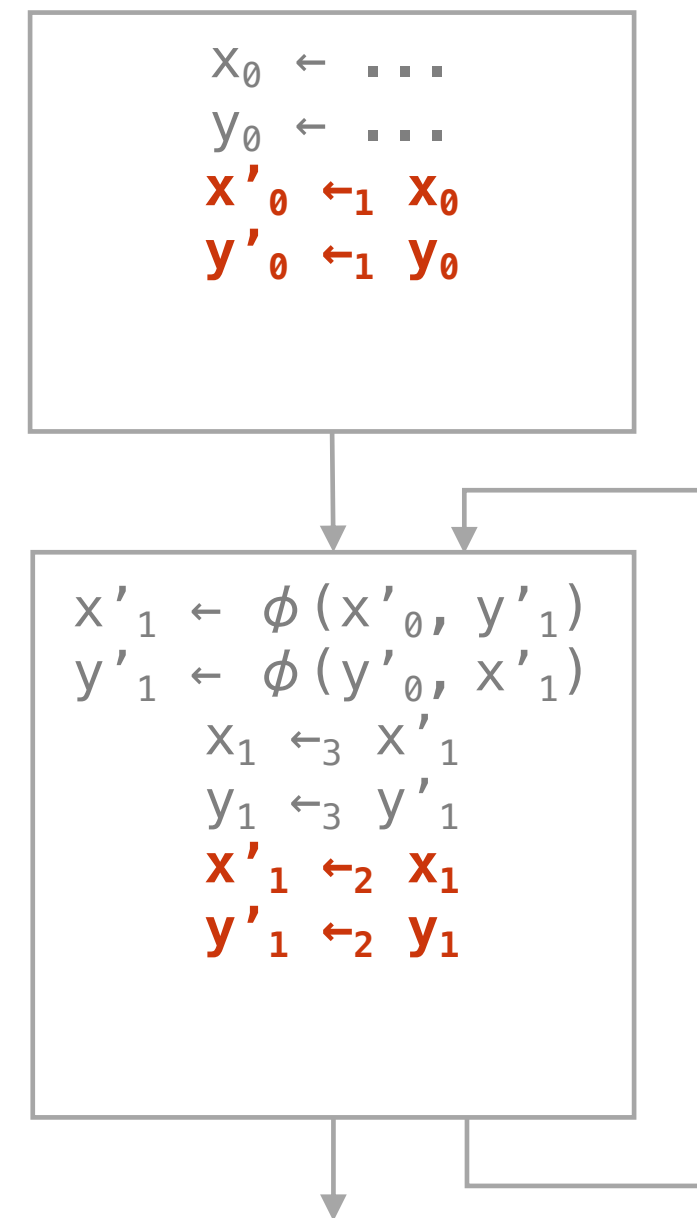 x₀ ← ...
y₀ ← ...
x’₀ ←₁ x₀
y’₀ ←₁ y₀
x’₁ ← ϕ(x’₀, y’₁)
y’₁ ← ϕ(y’₀, x’₁)
x₁ ←₃ x’₁
y₁ ←₃ y’₁
x’₁ ←₂ x₁
y’₁ ←₂ y₁